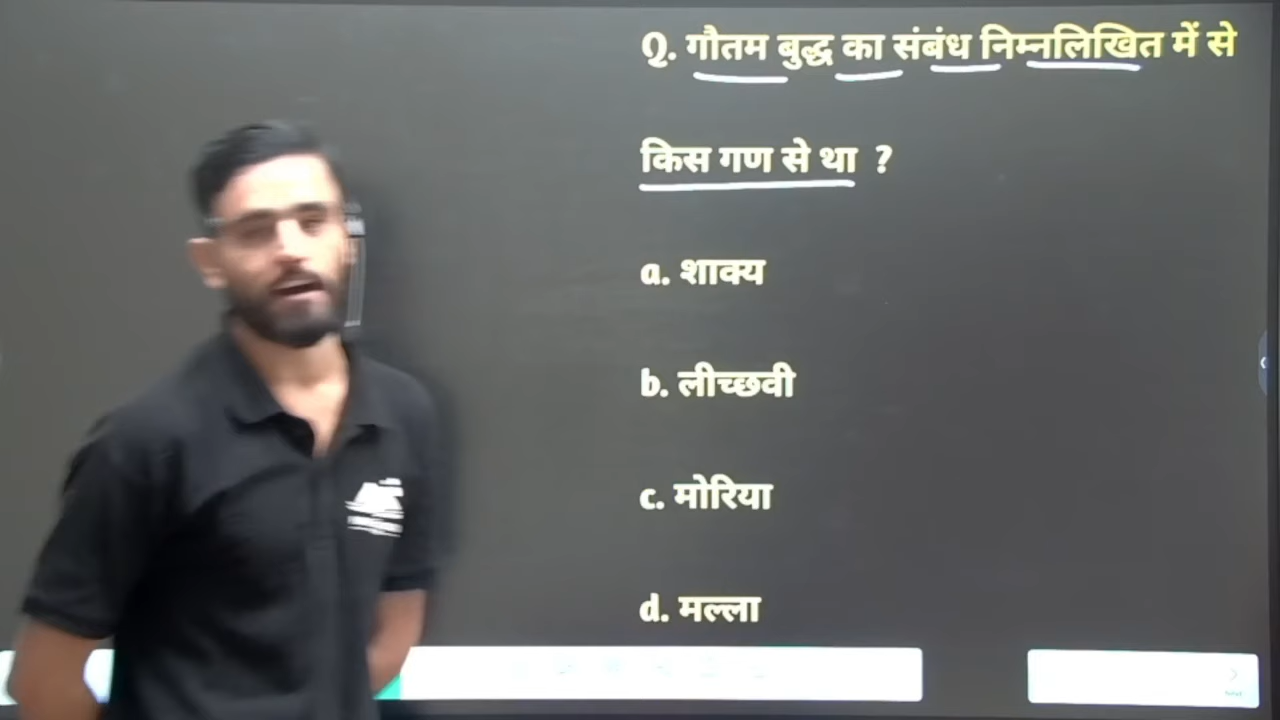 Q. गौतम बुद्ध का संबंध निम्नलिखित में से
किस गण से था ?
a. शाक्य
b. लीच्छवी
c. मोरिया
d. मल्ला